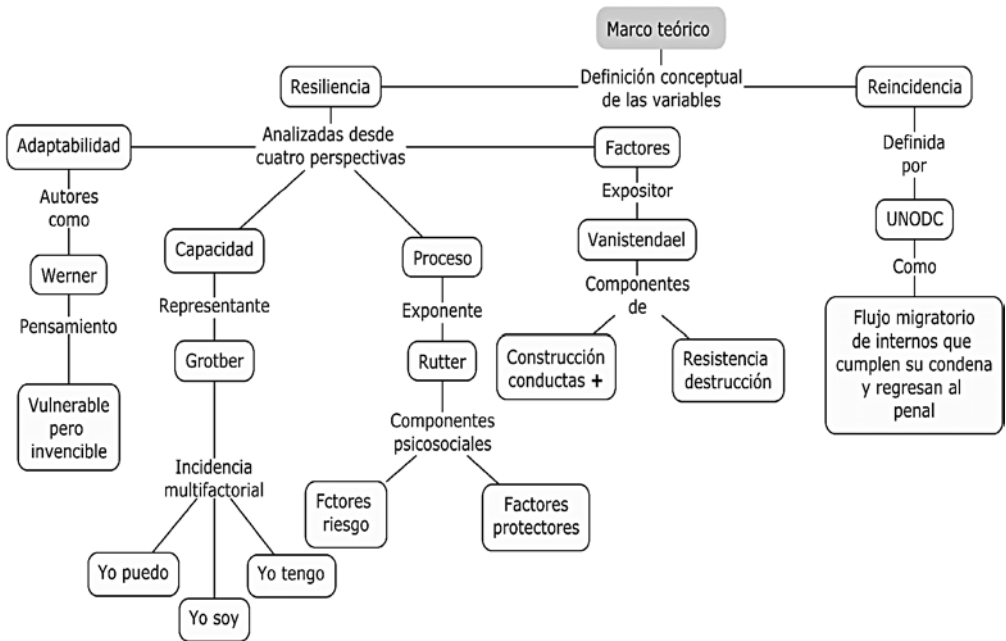 Marco teórico
Definición conceptual
de las variables
Resiliencia
Reincidencia
Analizadas desde
cuatro perspectivas
Adaptabilidad
Factores
Autores
como
Werner
Pensamiento
Vulnerable
pero
invencible
Capacidad
Representante
Grotber
Incidencia
multifactorial
Yo puedo
Yo soy
Yo tengo
Proceso
Exponente
Rutter
Componentes
psicosociales
Fctores
riesgo
Factores
protectores
Expositor
Vanistendael
Componentes
de
Construcción
conductas +
Resistencia
destrucción
Definida
por
UNODC
Como
Flujo migratorio
de internos que
cumplen su condena
y regresan al
penal